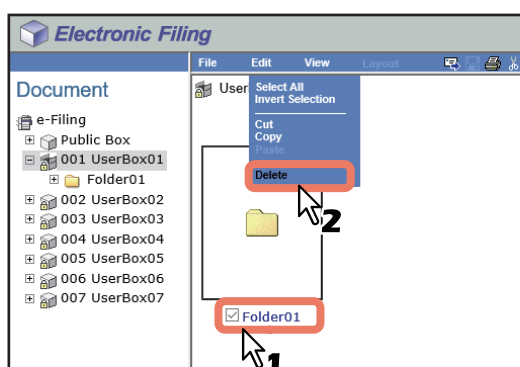 Electronic Filing
File Edit View Layout
Document
e-Filing
Public Box
001 UserBox01
Folder01
002 UserBox02
003 UserBox03
004 UserBox04
005 UserBox05
006 UserBox06
007 UserBox07
User
Select All
Invert Selection
Cut
Copy
Paste
Delete
2
Folder01
1